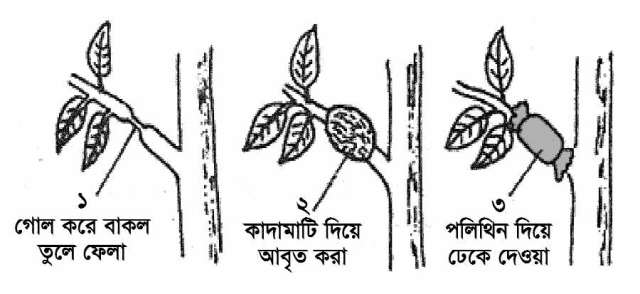 ১
গোল করে বাকল
তুলে ফেলা
২
কাদামাটি দিয়ে
আবৃত করা
৩
পলিথিন দিয়ে
ঢেকে দেওয়া